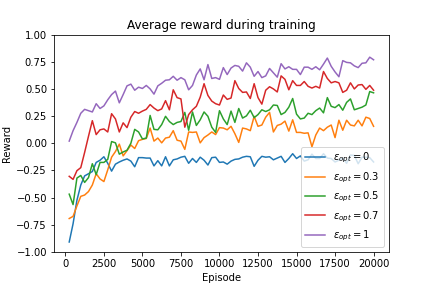 Average reward during training
1.00
0.75
0.50
0.25
0.00
−0.25
−0.50
−0.75
−1.00
Reward
0
2500
5000
7500
10000
12500
15000
17500
20000
Episode
ε_opt = 0
ε_opt = 0.3
ε_opt = 0.5
ε_opt = 0.7
ε_opt = 1